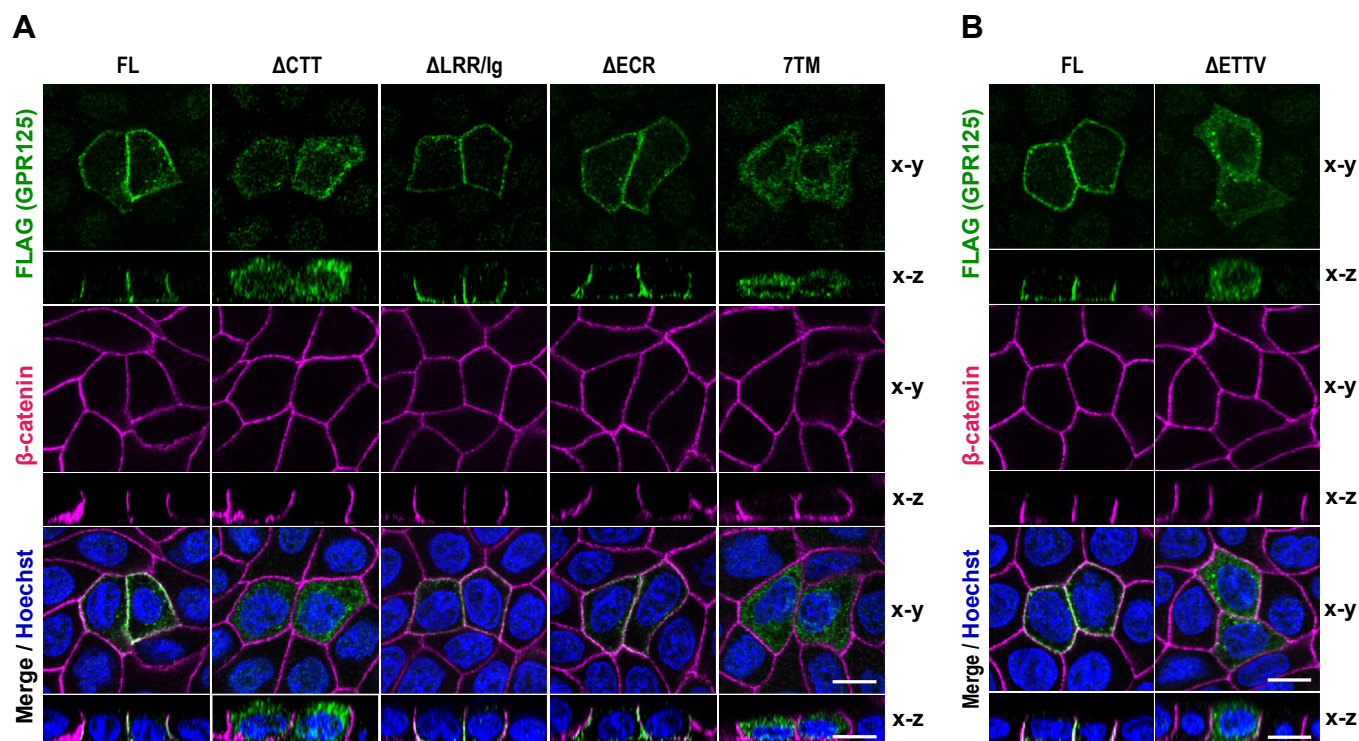 A
B
FL ΔCTT ΔLRR/Ig ΔECR 7TM
FL ΔETTV
FLAG (GPR125)
x-y
x-z
β-catenin
x-y
x-z
Merge / Hoechst
x-y
x-z
FLAG (GPR125)
x-y
x-z
β-catenin
x-y
x-z
Merge / Hoechst
x-y
x-z